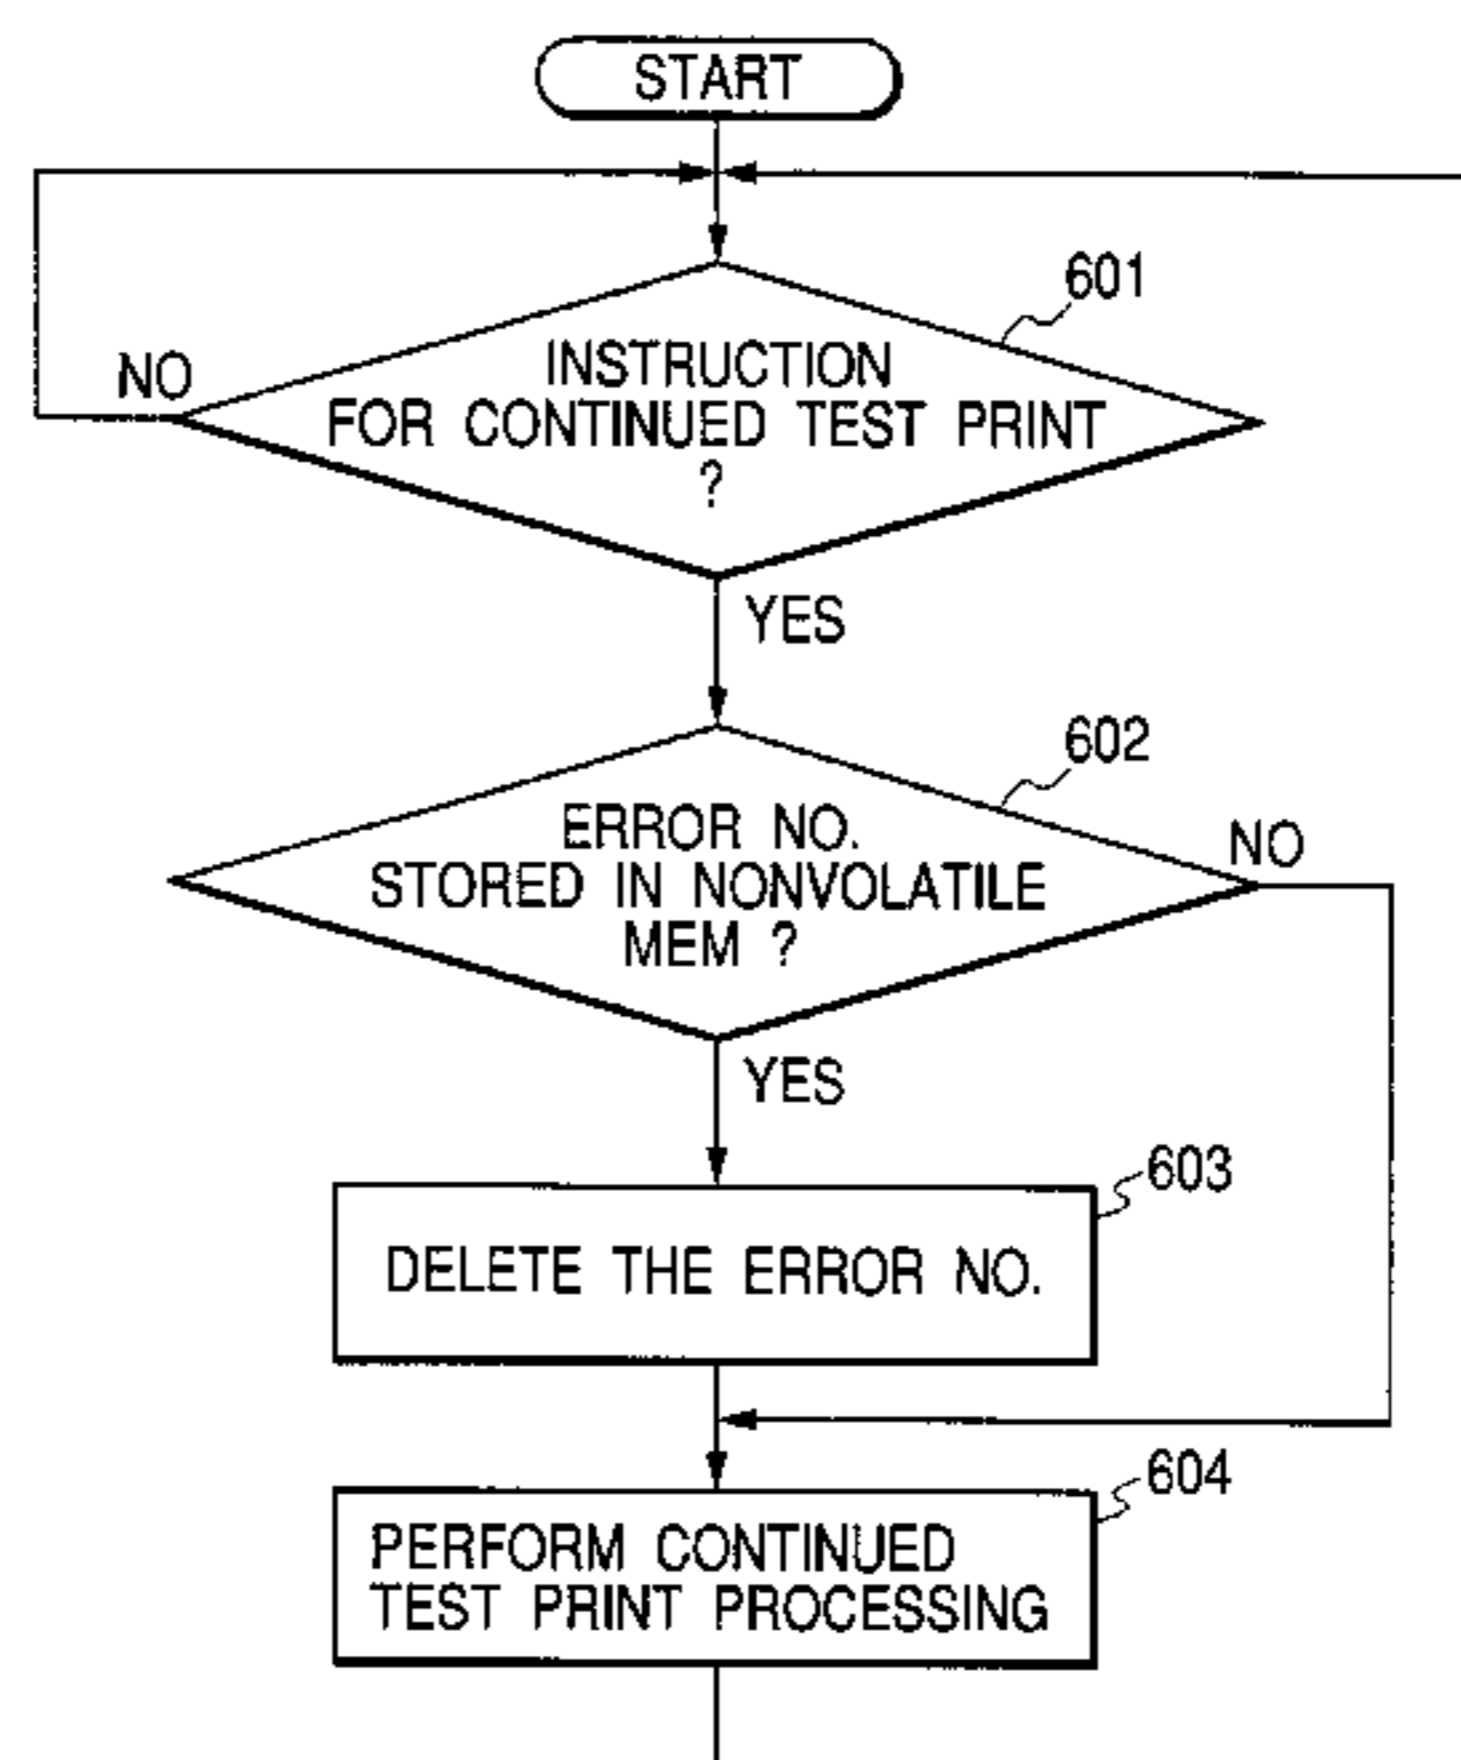 START
601
INSTRUCTION
NO
FOR CONTINUED TEST PRINT
?
YES
602
ERROR NO.
NO
STORED IN NONVOLATILE
MEM ?
YES
603
DELETE THE ERROR NO.
604
PERFORM CONTINUED
TEST PRINT PROCESSING